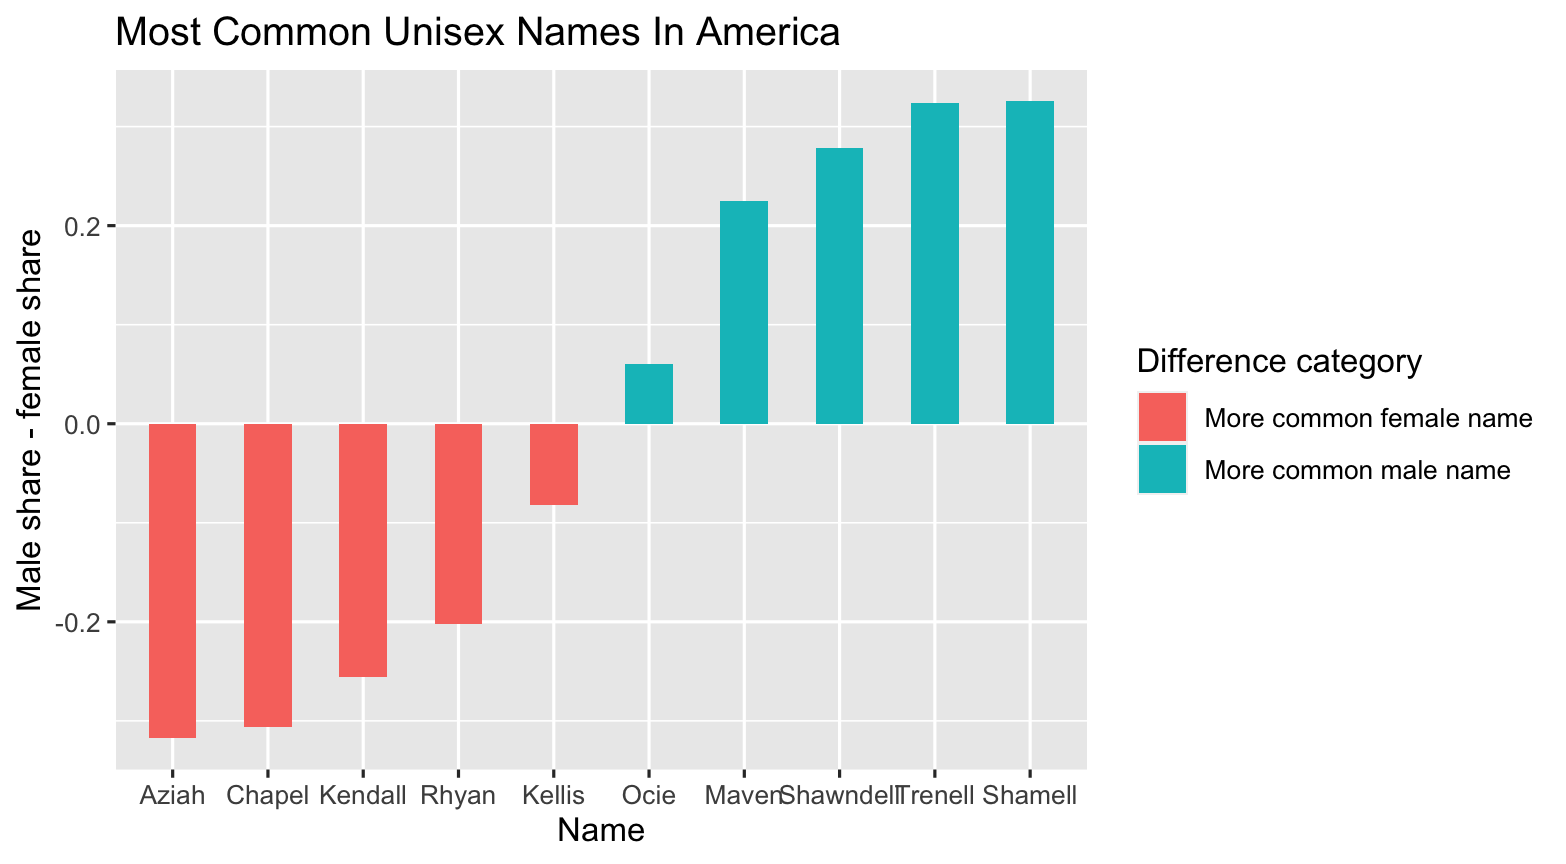 Most Common Unisex Names In America
Male share - female share
0.2
0.0
-0.2
Aziah Chapel Kendall Rhyan Kellis Ocie Maven Shawndell Trenell Shamell
Name
Difference category
More common female name
More common male name